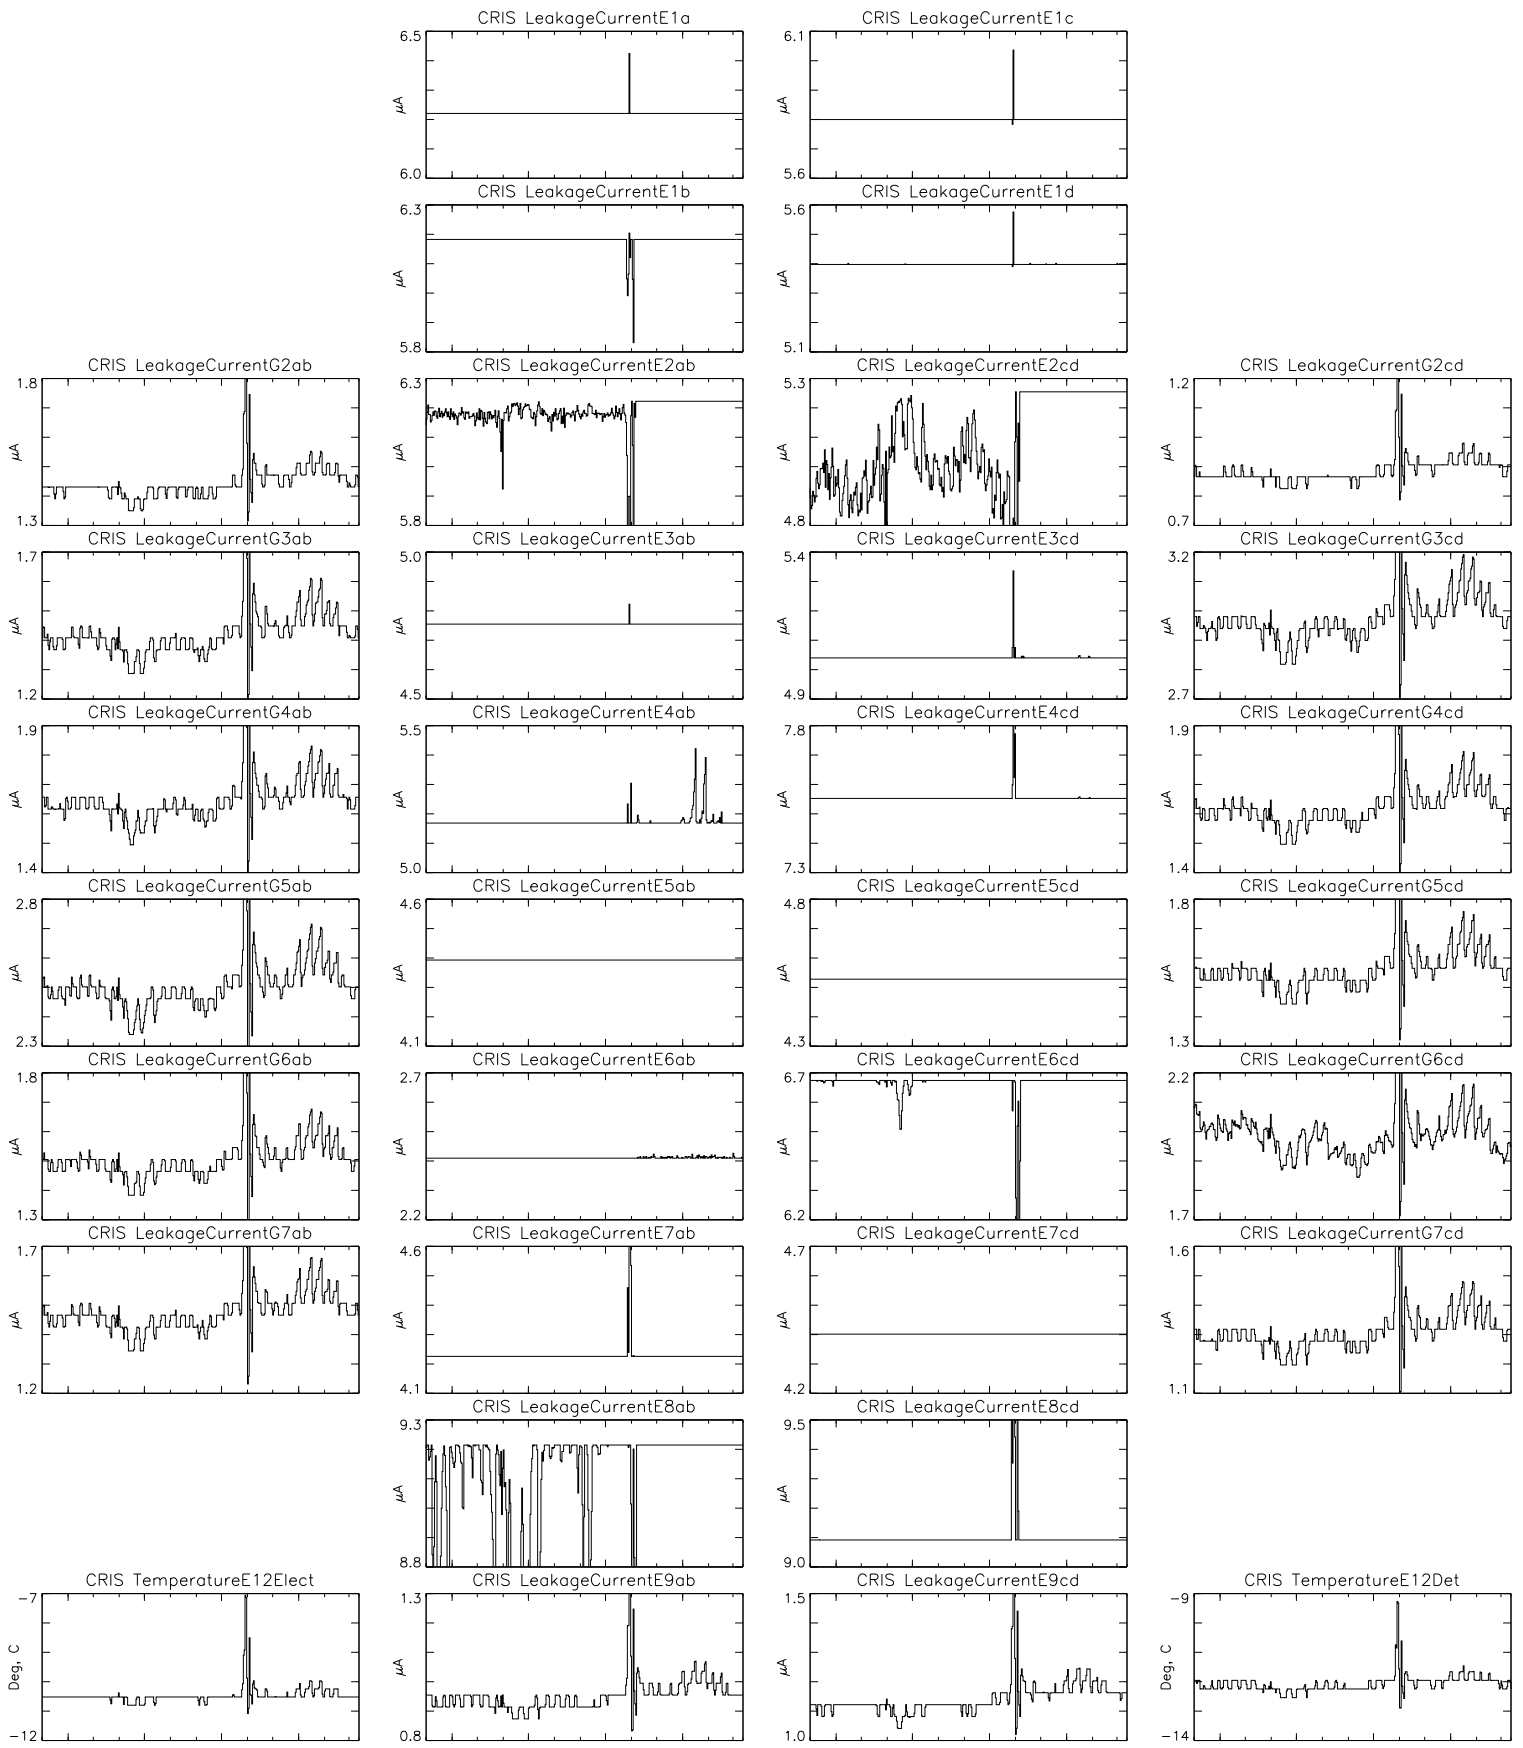 CRIS LeakageCurrentE1a
6.5
μA
6.0
CRIS LeakageCurrentE1c
6.1
μA
5.6
CRIS LeakageCurrentE1b
6.3
μA
5.8
CRIS LeakageCurrentE1d
5.6
μA
5.1
CRIS LeakageCurrentG2ab
1.8
μA
1.3
CRIS LeakageCurrentE2ab
6.3
μA
5.8
CRIS LeakageCurrentE2cd
5.3
μA
4.8
CRIS LeakageCurrentG2cd
1.2
μA
0.7
CRIS LeakageCurrentG3ab
1.7
μA
1.2
CRIS LeakageCurrentE3ab
5.0
μA
4.5
CRIS LeakageCurrentE3cd
5.4
μA
4.9
CRIS LeakageCurrentG3cd
3.2
μA
2.7
CRIS LeakageCurrentG4ab
1.9
μA
1.4
CRIS LeakageCurrentE4ab
5.5
μA
5.0
CRIS LeakageCurrentE4cd
7.8
μA
7.3
CRIS LeakageCurrentG4cd
1.9
μA
1.4
CRIS LeakageCurrentG5ab
2.8
μA
2.3
CRIS LeakageCurrentE5ab
4.6
μA
4.1
CRIS LeakageCurrentE5cd
4.8
μA
4.3
CRIS LeakageCurrentG5cd
1.8
μA
1.3
CRIS LeakageCurrentG6ab
1.8
μA
1.3
CRIS LeakageCurrentE6ab
2.7
μA
2.2
CRIS LeakageCurrentE6cd
6.7
μA
6.2
CRIS LeakageCurrentG6cd
2.2
μA
1.7
CRIS LeakageCurrentG7ab
1.7
μA
1.2
CRIS LeakageCurrentE7ab
4.6
μA
4.1
CRIS LeakageCurrentE7cd
4.7
μA
4.2
CRIS LeakageCurrentG7cd
1.6
μA
1.1
CRIS LeakageCurrentE8ab
9.3
μA
8.8
CRIS LeakageCurrentE8cd
9.5
μA
9.0
CRIS TemperatureE12Elect
-7
Deg, C
-12
CRIS LeakageCurrentE9ab
1.3
μA
0.8
CRIS LeakageCurrentE9cd
1.5
μA
1.0
CRIS TemperatureE12Det
-9
Deg, C
-14